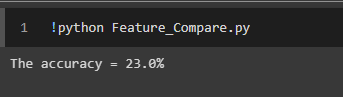 1 !python Feature_Compare.py
The accuracy = 23.0%